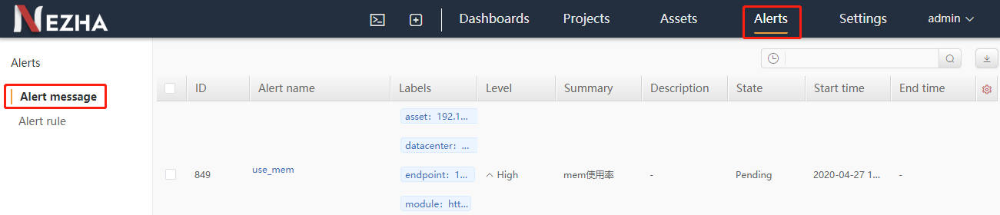 NEZHA
Dashboards
Projects
Assets
Alerts
Settings
admin
Alerts
Alert message
Alert rule
ID
Alert name
Labels
Level
Summary
Description
State
Start time
End time
849
use_mem
asset: 192.1...
datacenter: ...
endpoint: 1...
module: htt...
High
mem使用率
-
Pending
2020-04-27 1...
-